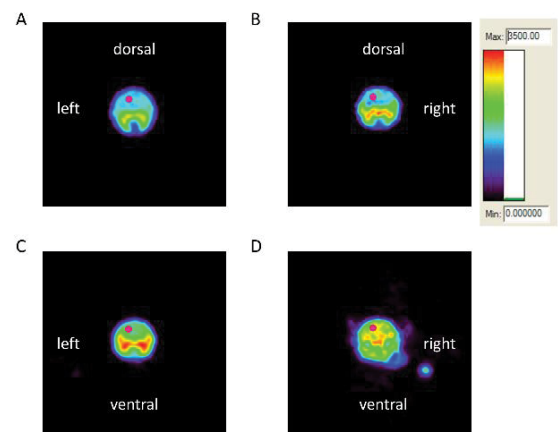 A
B
dorsal
dorsal
left
right
Max: 3500.00
Min: 0.000000
C
D
left
right
ventral
ventral